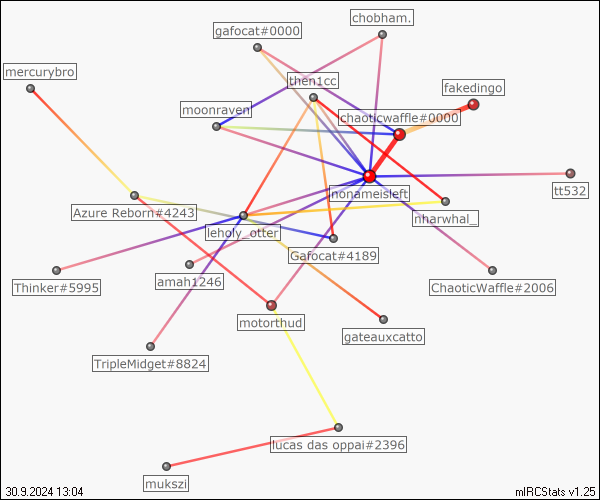 chobham.
gafocat#0000
mercurybro
then1cc
fakedingo
moonraven
chaoticwaffle#0000
nonameisleft
tt532
Azure Reborn#4243
mharwhal_
leholy_otter
Gafocat#4189
Thinker#5995
amah1246
ChaoticWaffle#2006
motorthud
gateauxcatto
TripleMidget#8824
lucas das oppai#2396
mukszi
30.9.2024 13:04
mIRCStats v1.25